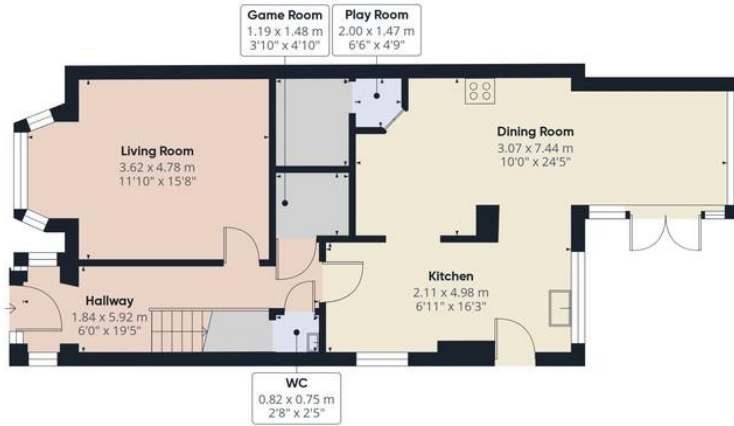 Game Room
1.19 x 1.48 m
3'10" x 4'10"
Play Room
2.00 x 1.47 m
6'6" x 4'9"
Living Room
3.62 x 4.78 m
11'10" x 15'8"
Dining Room
3.07 x 7.44 m
10'0" x 24'5"
Hallway
1.84 x 5.92 m
6'0" x 19'5"
Kitchen
2.11 x 4.98 m
6'11" x 16'3"
WC
0.82 x 0.75 m
2'8" x 2'5"